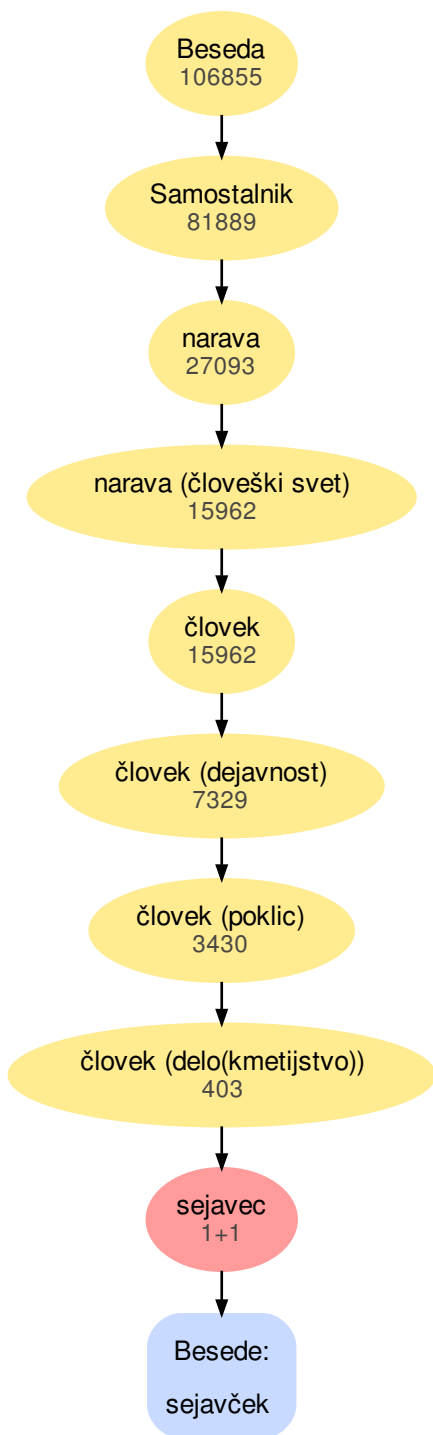 Beseda
106855
Samostalnik
81889
narava
27093
narava (človeški svet)
15962
človek
15962
človek (dejavnost)
7329
človek (poklic)
3430
človek (delo(kmetijstvo))
403
sejavec
1+1
Besede:
sejavček